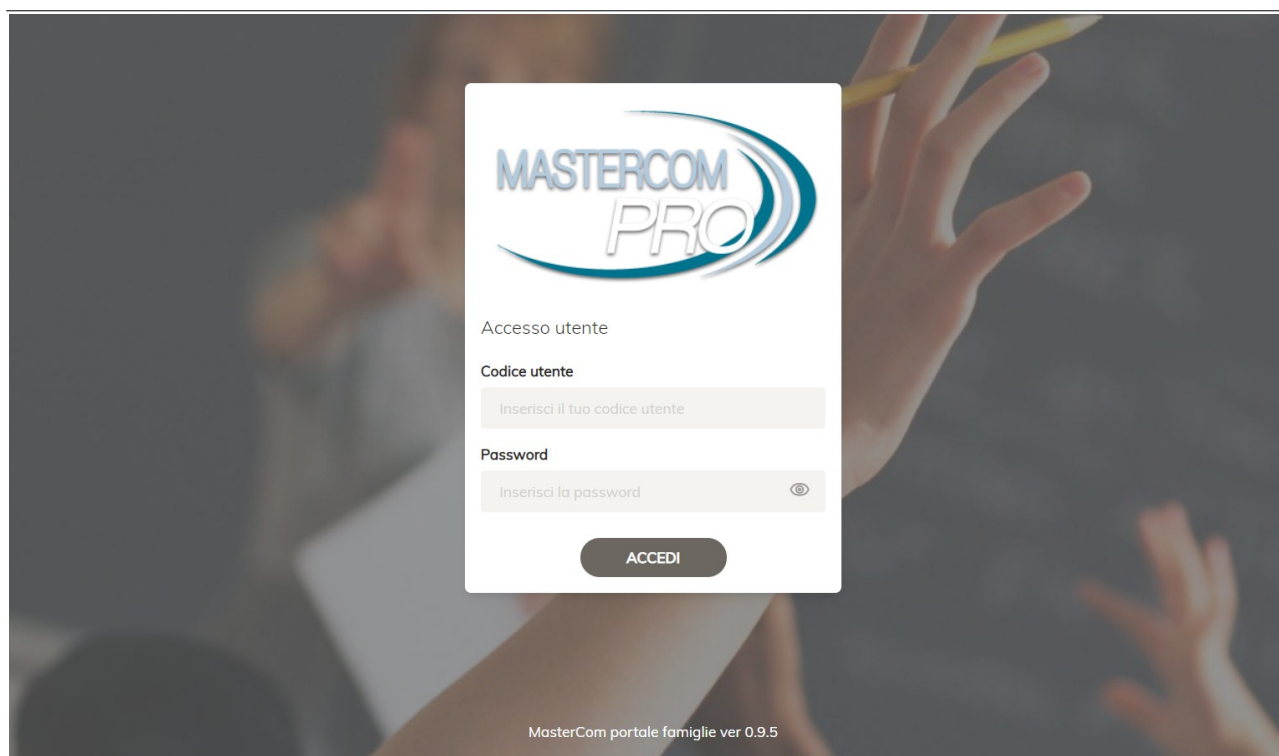 MASTERCOM
PRO
Accesso utente
Codice utente
Inserisci il tuo codice utente
Password
Inserisci la password
ACCEDI
MasterCom portale famiglie ver 0.9.5